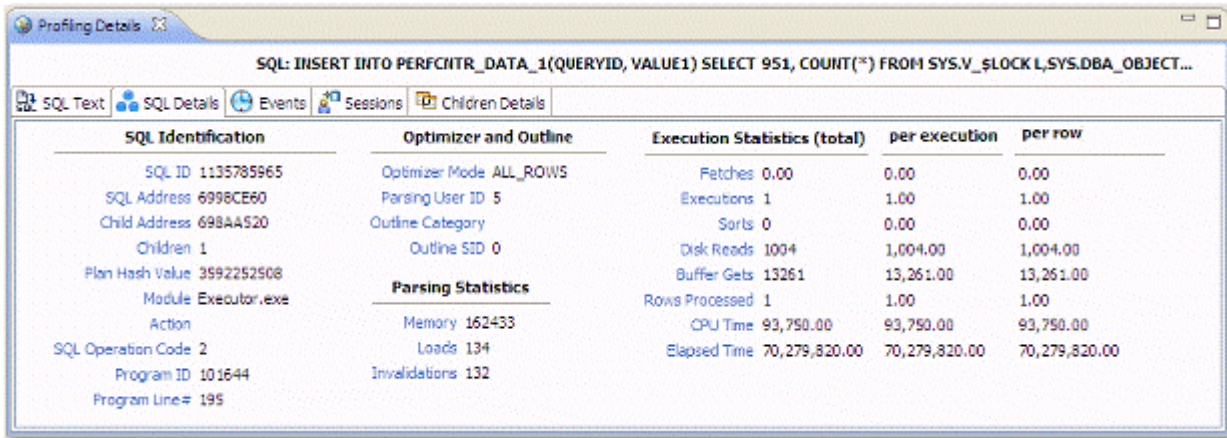 Profiling Details
SQL: INSERT INTO PERFCNTR_DATA_1(QUERYID, VALUE1) SELECT 951, COUNT(*) FROM SYS.V_$LOCK L,SYS.DBA_OBJECT...
SQL Text SQL Details Events Sessions Children Details
SQL Identification
SQL ID 1135785965
SQL Address 6998CE60
Child Address 698AA520
Children 1
Plan Hash Value 3592252508
Module Executor.exe
Action
SQL Operation Code 2
Program ID 101644
Program Line# 195
Optimizer and Outline
Optimizer Mode ALL_ROWS
Parsing User ID 5
Outline Category
Outline SID 0
Parsing Statistics
Memory 162433
Loads 134
Invalidations 132
Execution Statistics (total) per execution per row
Fetches 0.00 0.00 0.00
Executions 1 1.00 1.00
Sorts 0 0.00 0.00
Disk Reads 1004 1,004.00 1,004.00
Buffer Gets 13261 13,261.00 13,261.00
Rows Processed 1 1.00 1.00
CPU Time 93,750.00 93,750.00 93,750.00
Elapsed Time 70,279,820.00 70,279,820.00 70,279,820.00